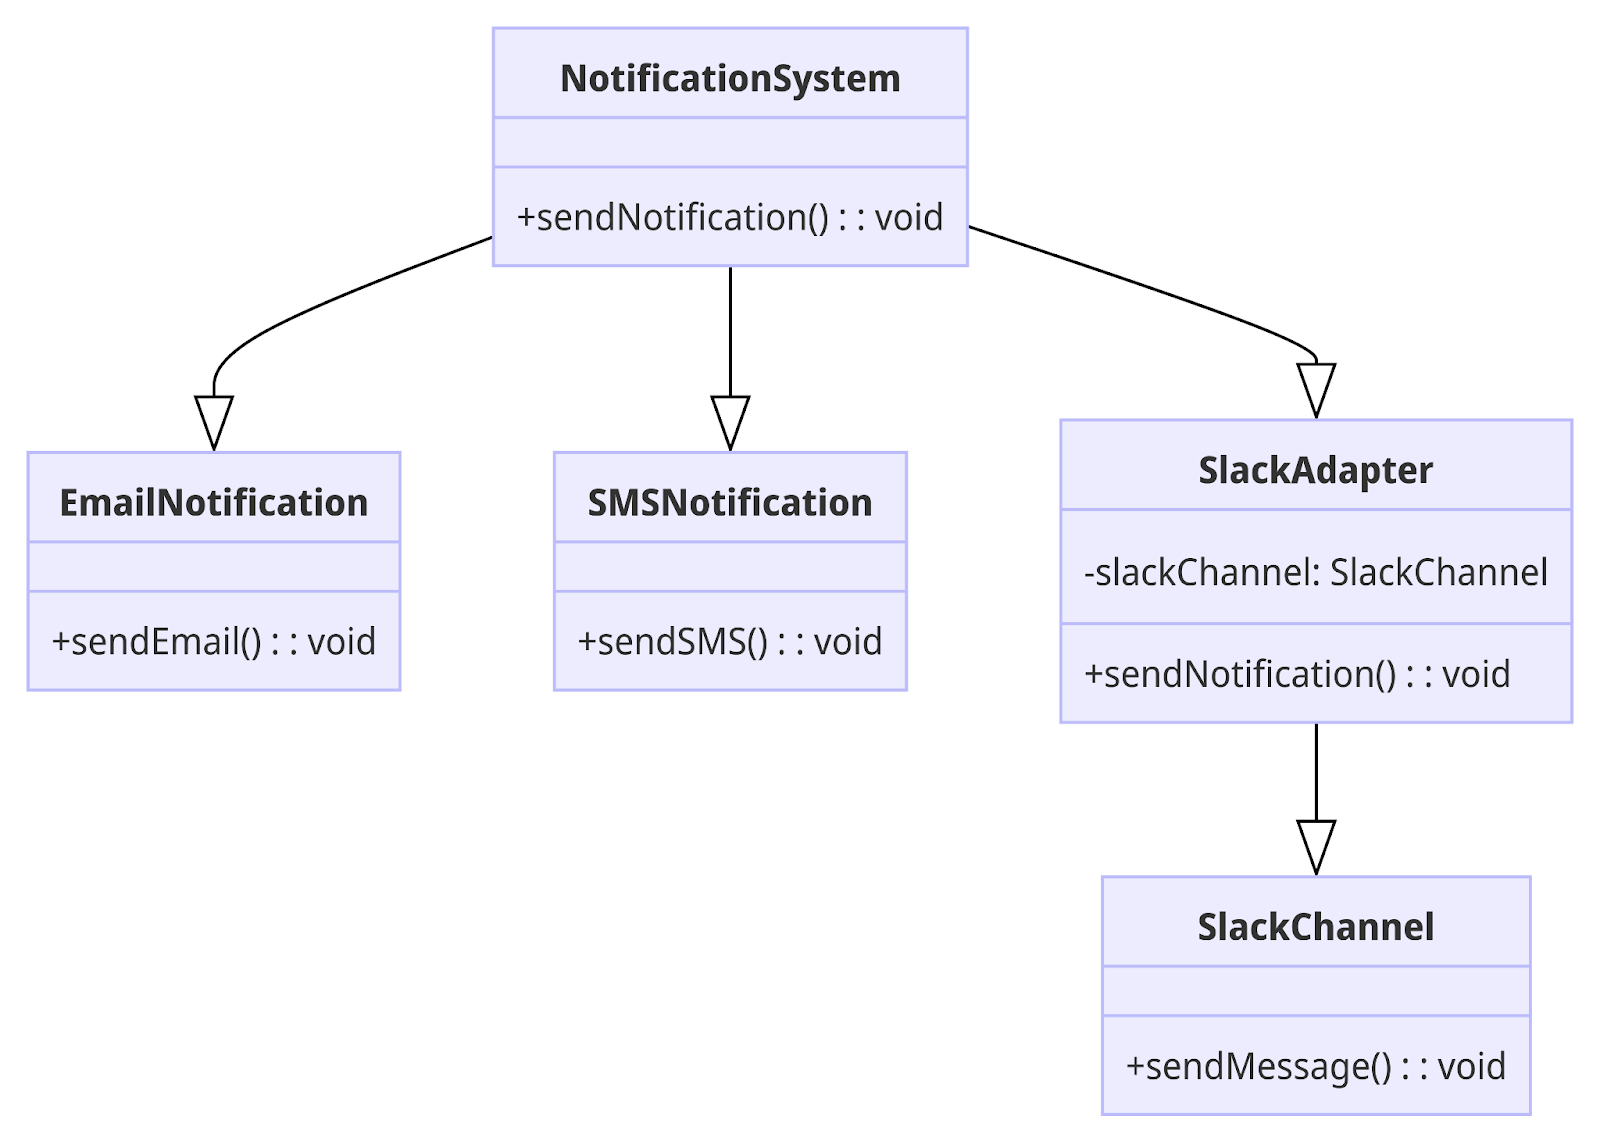 NotificationSystem
+sendNotification() : : void
EmailNotification
+sendEmail() : : void
SMSNotification
+sendSMS() : : void
SlackAdapter
-slackChannel: SlackChannel
+sendNotification() : : void
SlackChannel
+sendMessage() : : void